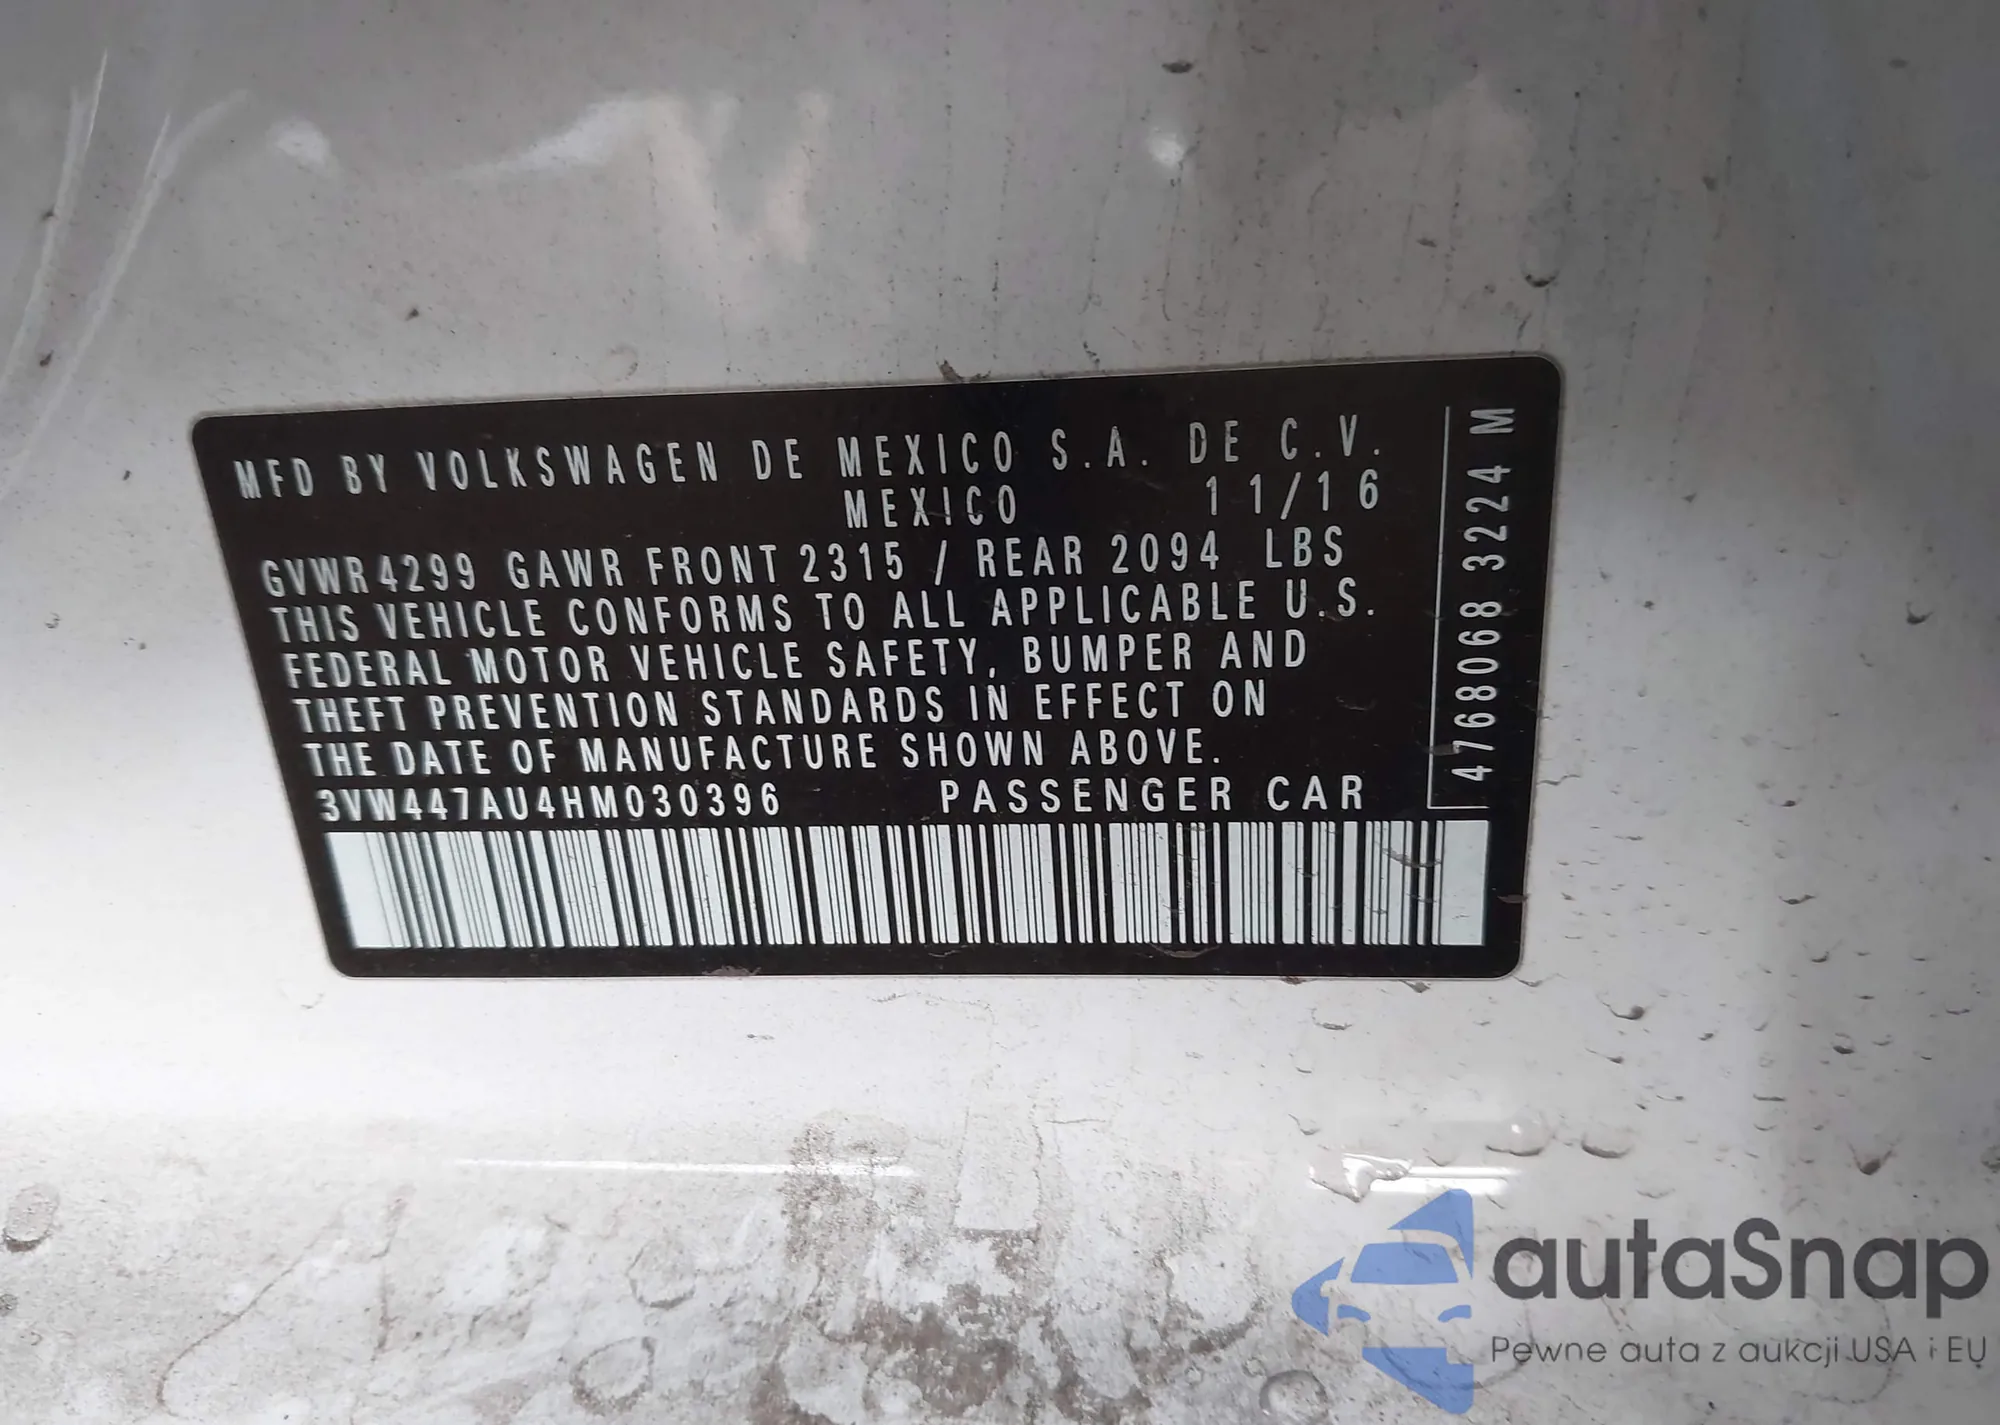 MFD BY VOLKSWAGEN DE MEXICO S.A. DE C.V.
MEXICO 11/16
GVWR 4299 GAWR FRONT 2315 / REAR 2094 LBS
THIS VEHICLE CONFORMS TO ALL APPLICABLE U.S.
FEDERAL MOTOR VEHICLE SAFETY, BUMPER AND
THEFT PREVENTION STANDARDS IN EFFECT ON
THE DATE OF MANUFACTURE SHOWN ABOVE.
3VW447AU4HM030396 PASSENGER CAR
4768068 3224 M
autaSnap
Pewne auta z aukcji USA i EU